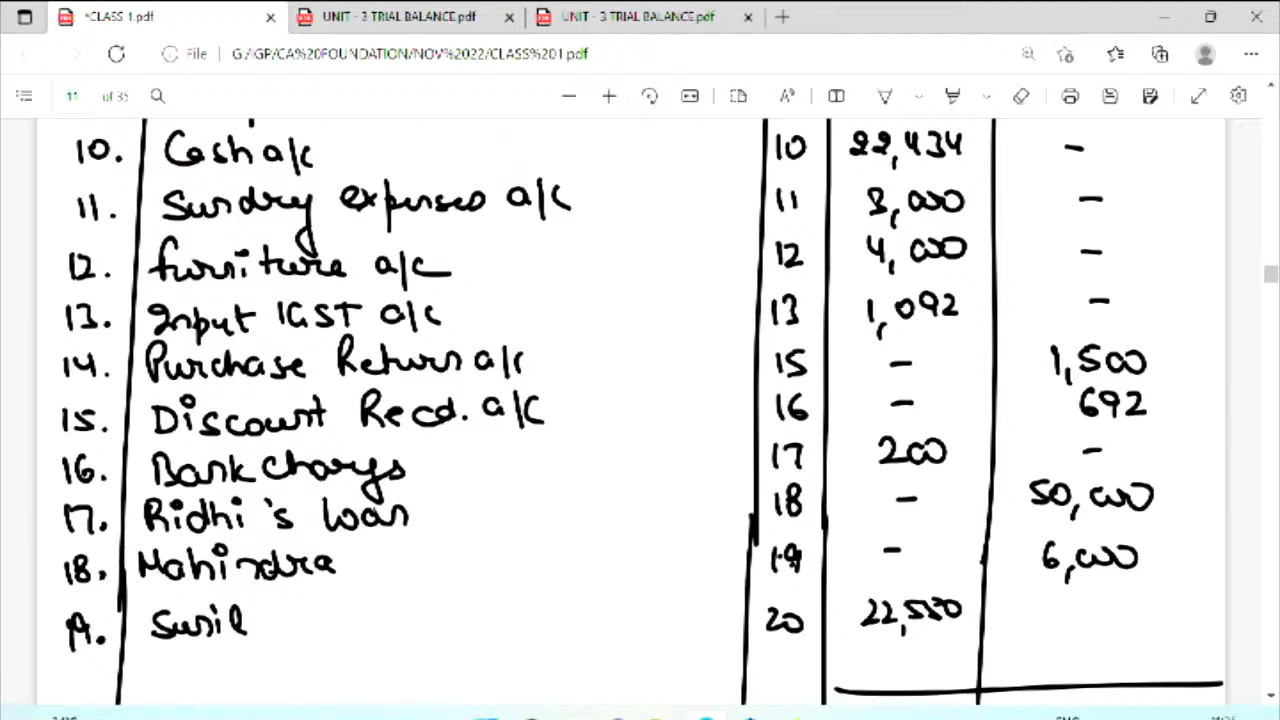 *CLASS 1.pdf UNIT - 3 TRIAL BALANCE.pdf UNIT - 3 TRIAL BALANCE.pdf
File G:/IGP/CA%20FOUNDATION/NOV%2022/CLASS%201.pdf
11 of 35
10. Cash a/c 10 22,434 -
11. Sundry expenses a/c 11 3,000 -
12. furniture a/c 12 4,000 -
13. Input IGST a/c 13 1,092 -
14. Purchase Return a/c 15 - 1,500
15. Discount Recd. a/c 16 - 692
16. Bank Charges 17 200 -
17. Ridhi's loan 18 - 50,000
18. Mahindra 19 - 6,000
19. Sunil 20 22,550